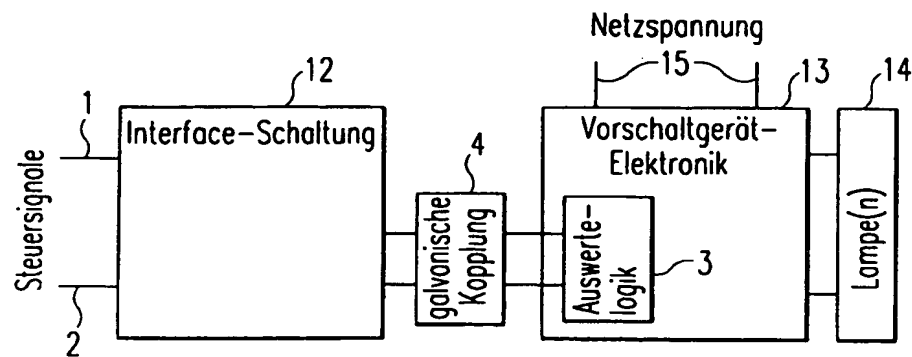 Netzspannung
15
12
13
14
1
Interface-Schaltung
Vorschaltgerät-
Elektronik
4
Steuersignale
galvanische
Kopplung
Auswerte-
logik
3
Lampe(n)
2